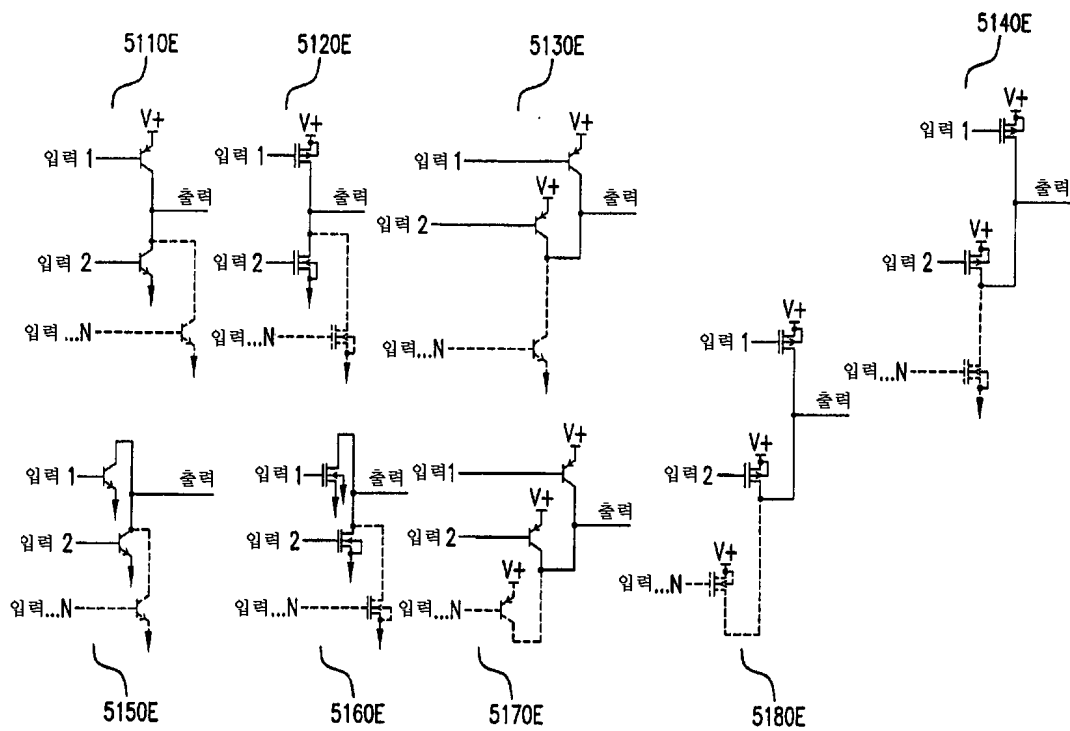 5110E
V+
입력 1
출력
입력 2
입력...N
5120E
V+
입력 1
출력
입력 2
입력...N
5130E
V+
입력 1
V+
입력 2
출력
입력...N
5140E
V+
입력 1
출력
V+
입력 2
입력...N
입력 1
출력
입력 2
입력...N
5150E
입력 1
출력
입력 2
입력...N
5160E
V+
입력1
V+
출력
입력2
V+
입력...N
5170E
V+
입력 1
출력
V+
입력 2
V+
입력...N
5180E